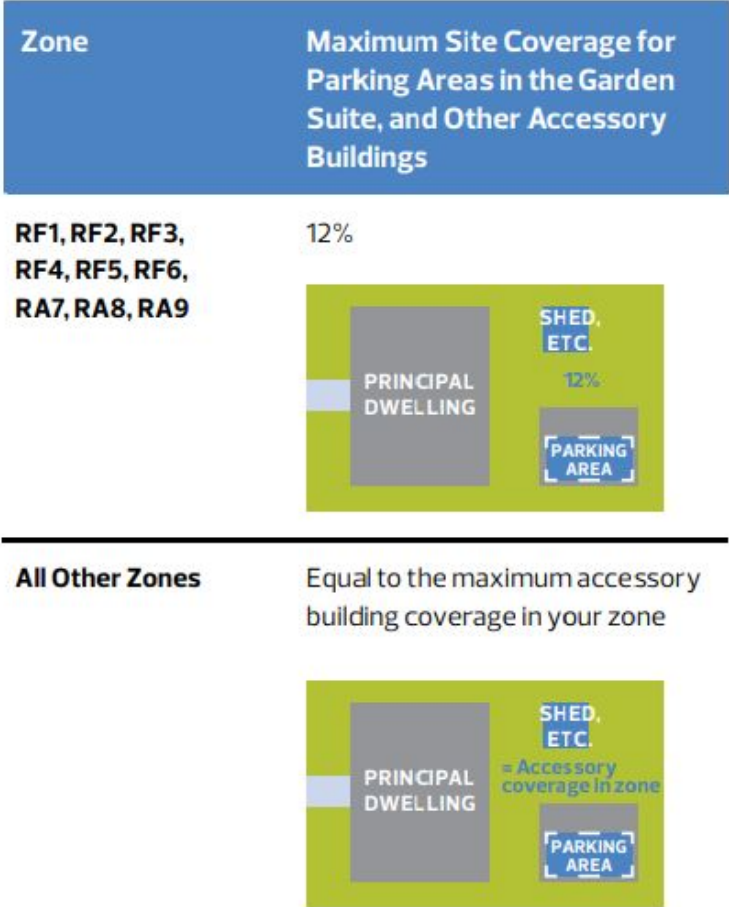 Zone
Maximum Site Coverage for
Parking Areas in the Garden
Suite, and Other Accessory
Buildings
RF1, RF2, RF3,
RF4, RF5, RF6,
RA7, RA8, RA9
12%
SHED,
ETC.
12%
PRINCIPAL
DWELLING
PARKING
AREA
All Other Zones
Equal to the maximum accessory
building coverage in your zone
SHED,
ETC.
= Accessory
coverage in zone
PRINCIPAL
DWELLING
PARKING
AREA